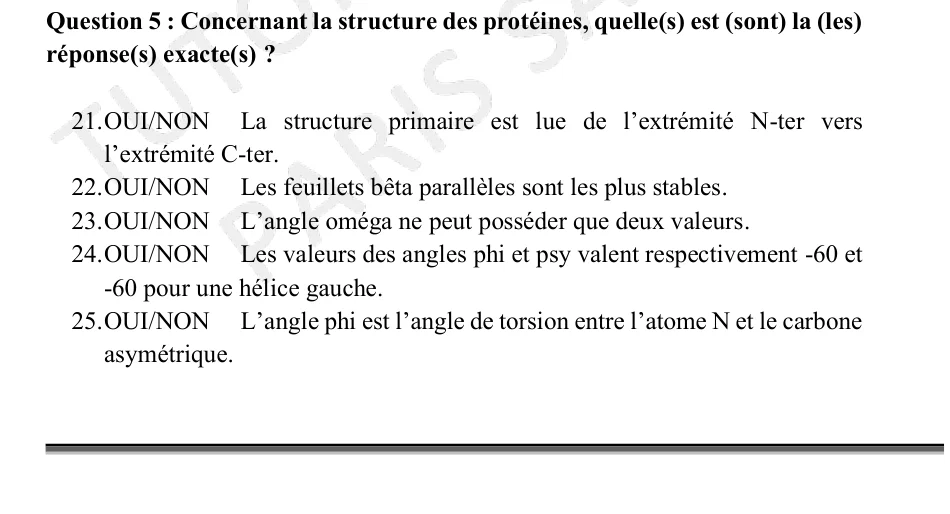 Question 5 : Concernant la structure des protéines, quelle(s) est (sont) la (les)
réponse(s) exacte(s) ?
21.OUI/NON La structure primaire est lue de l’extrémité N-ter vers
l’extrémité C-ter.
22.OUI/NON Les feuillets bêta parallèles sont les plus stables.
23.OUI/NON L’angle oméga ne peut posséder que deux valeurs.
24.OUI/NON Les valeurs des angles phi et psy valent respectivement -60 et
-60 pour une hélice gauche.
25.OUI/NON L’angle phi est l’angle de torsion entre l’atome N et le carbone
asymétrique.
PARIS